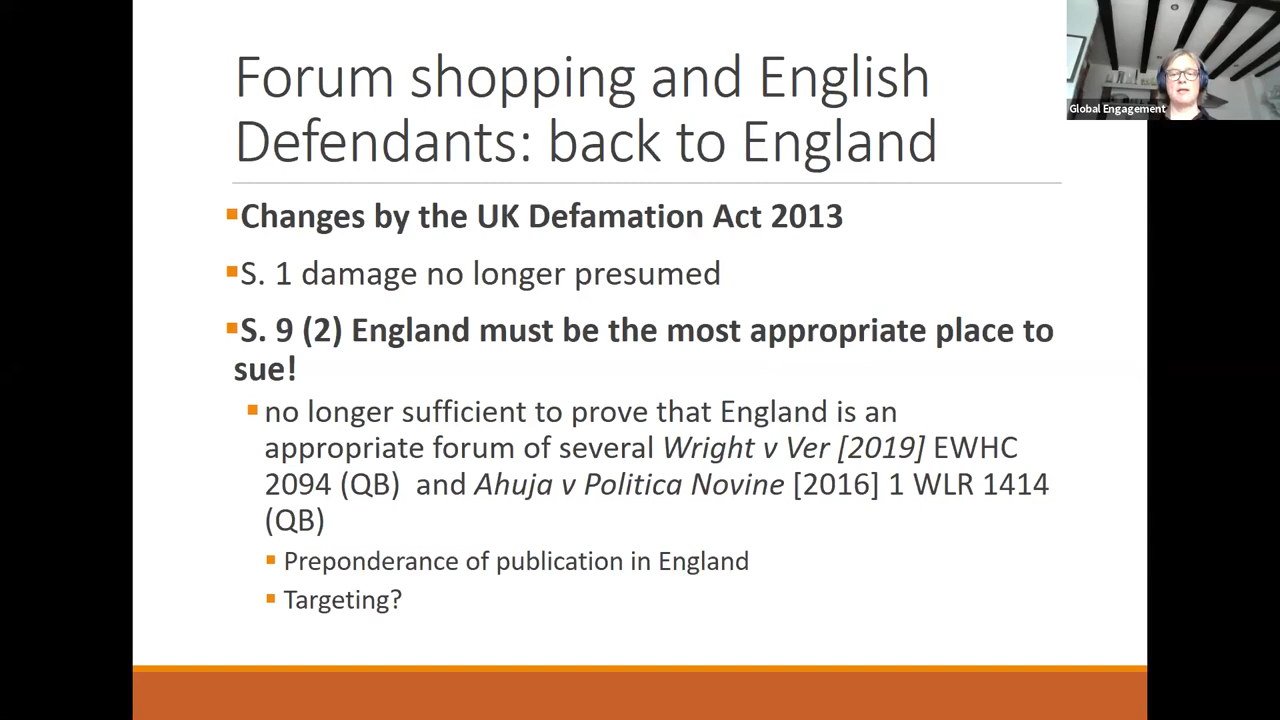 Forum shopping and English
Defendants: back to England
Global Engagement
▪Changes by the UK Defamation Act 2013
▪S. 1 damage no longer presumed
▪S. 9 (2) England must be the most appropriate place to
sue!
▪no longer sufficient to prove that England is an
appropriate forum of several Wright v Ver [2019] EWHC
2094 (QB) and Ahuja v Politica Novine [2016] 1 WLR 1414
(QB)
▪ Preponderance of publication in England
▪ Targeting?